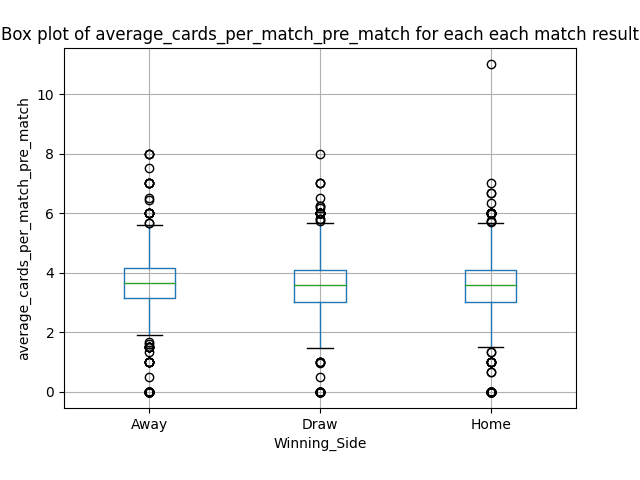 Box plot of average_cards_per_match_pre_match for each each match result
average_cards_per_match_pre_match
10
8
6
4
2
0
Away Draw Home
Winning_Side